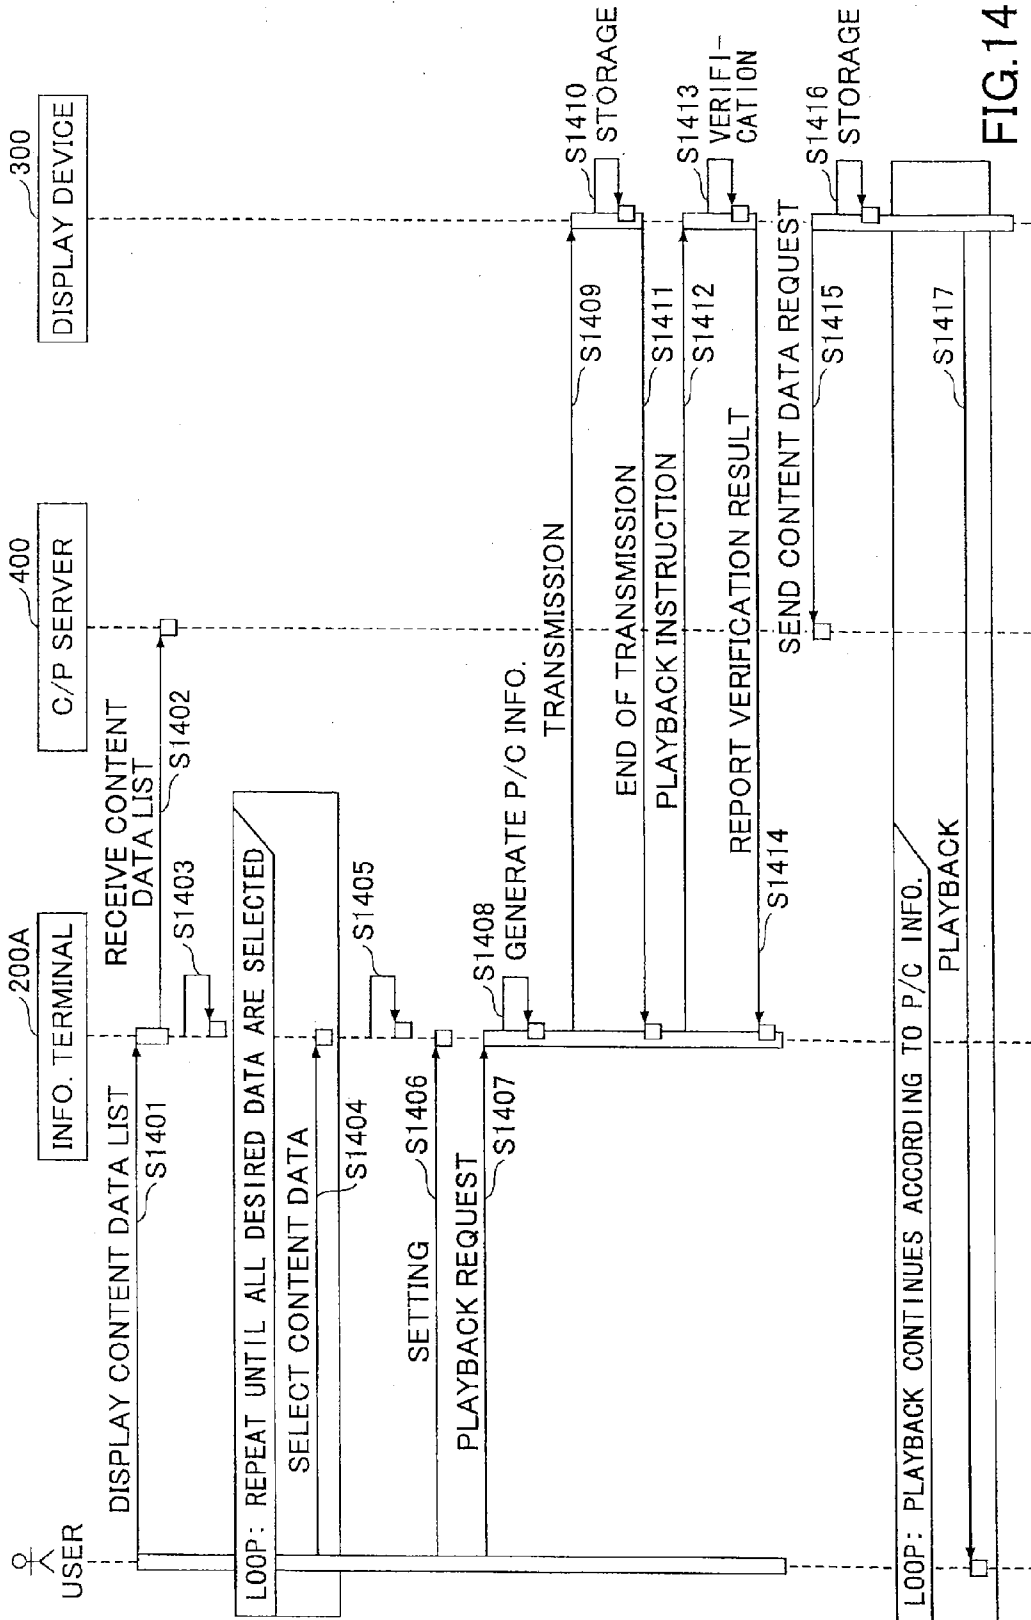 USER
200A
INFO. TERMINAL
400
C/P SERVER
300
DISPLAY DEVICE
DISPLAY CONTENT DATA LIST
S1401
RECEIVE CONTENT
DATA LIST
S1402
S1403
LOOP: REPEAT UNTIL ALL DESIRED DATA ARE SELECTED
SELECT CONTENT DATA
S1404
S1405
SETTING
S1406
PLAYBACK REQUEST
S1407
S1408
GENERATE P/C INFO.
TRANSMISSION
S1409
S1410
STORAGE
END OF TRANSMISSION
S1411
PLAYBACK INSTRUCTION
S1412
S1413
VERIFI-
CATION
REPORT VERIFICATION RESULT
S1414
SEND CONTENT DATA REQUEST
S1415
S1416
STORAGE
LOOP: PLAYBACK CONTINUES ACCORDING TO P/C INFO.
PLAYBACK
S1417
FIG.14